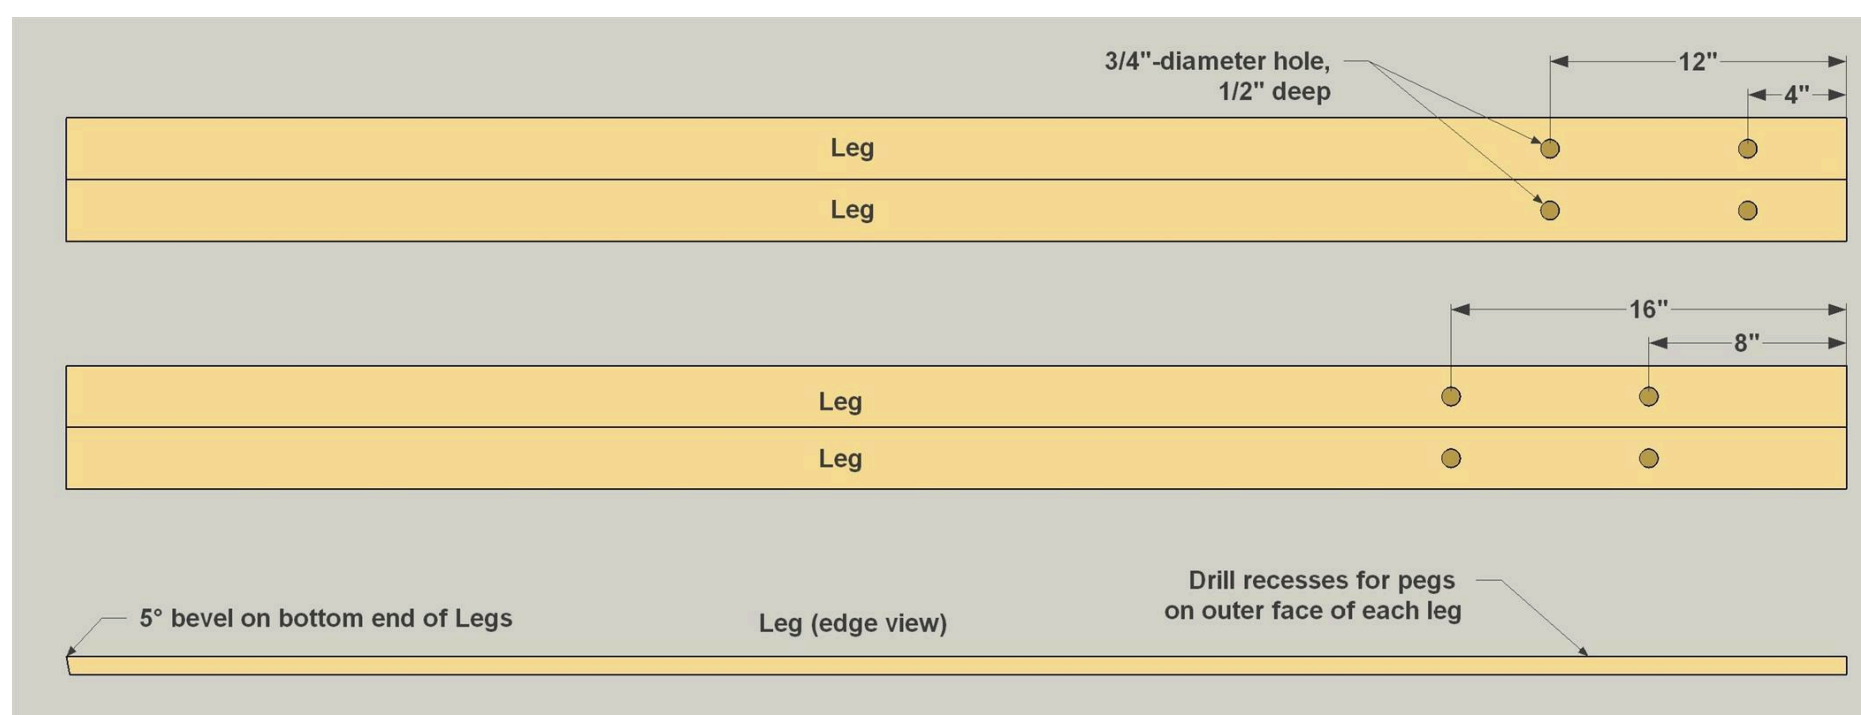 3/4"-diameter hole,
1/2" deep
12"
4"
Leg
Leg
16"
8"
Leg
Leg
Drill recesses for pegs
on outer face of each leg
5° bevel on bottom end of Legs
Leg (edge view)